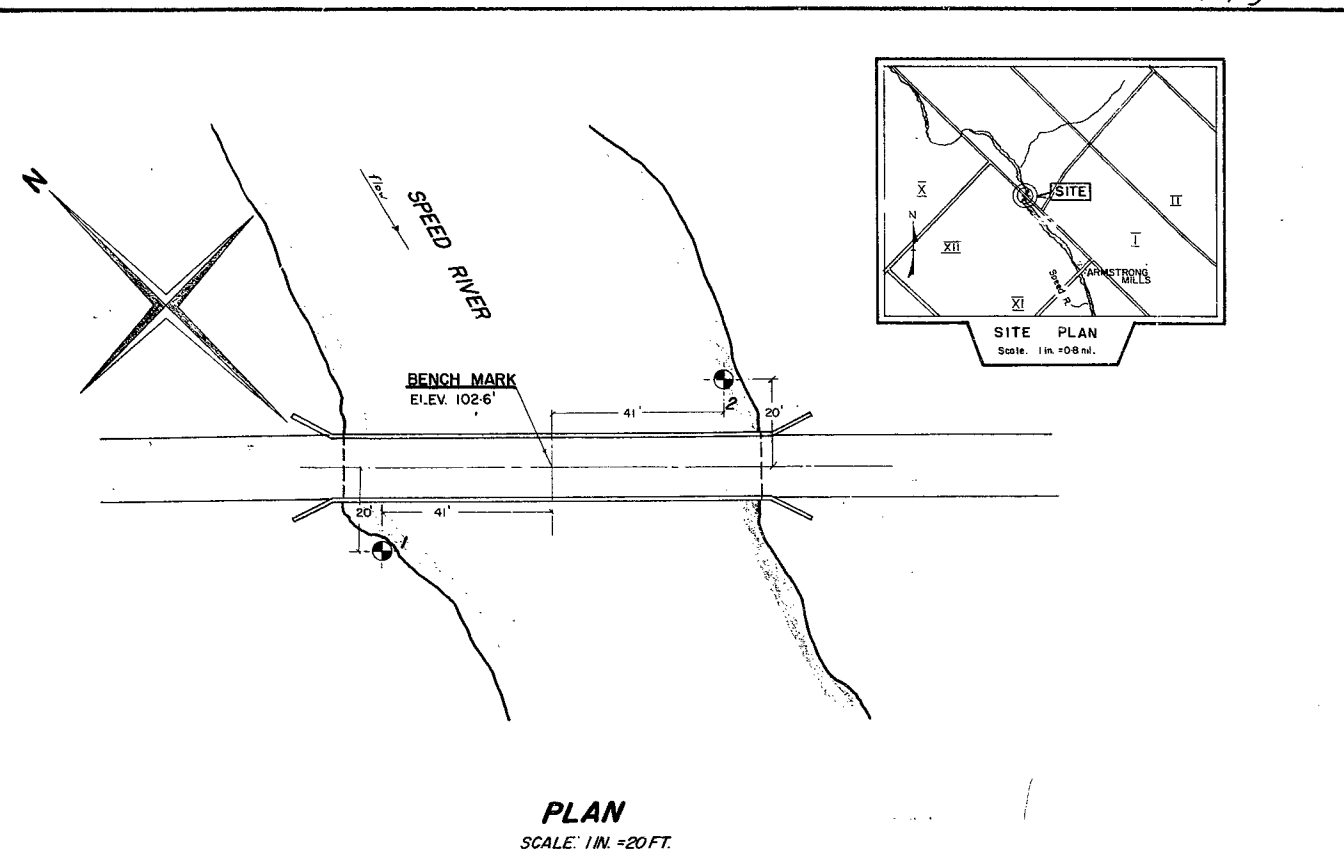 N
flow
SPEED RIVER
BENCH MARK
ELEV. 102.6'
41'
2
20'
20'
41'
1
X
SITE
II
N
XII
I
ARMSTRONG
MILLS
Speed R.
XI
SITE PLAN
Scale. 1 in. = 0.8 mi.
PLAN
SCALE: 1 IN. = 20 FT.